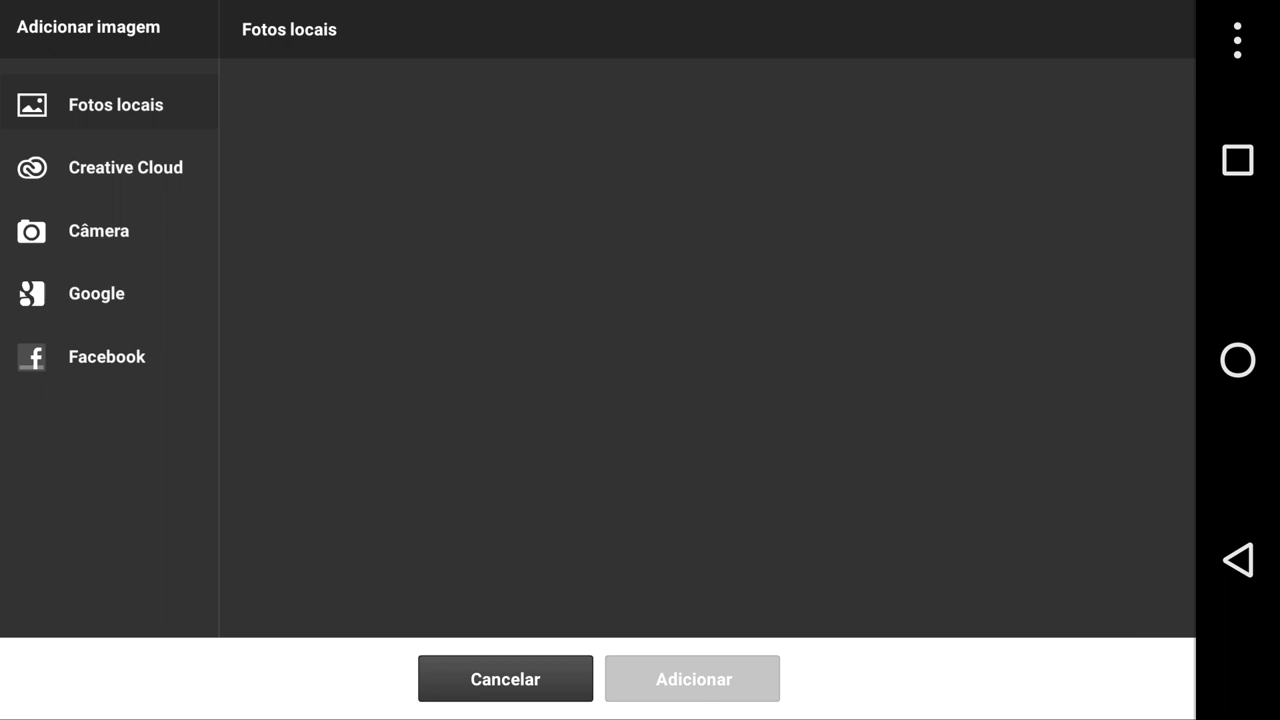 Adicionar imagem
Fotos locais
Fotos locais
Creative Cloud
Câmera
Google
Facebook
Cancelar
Adicionar